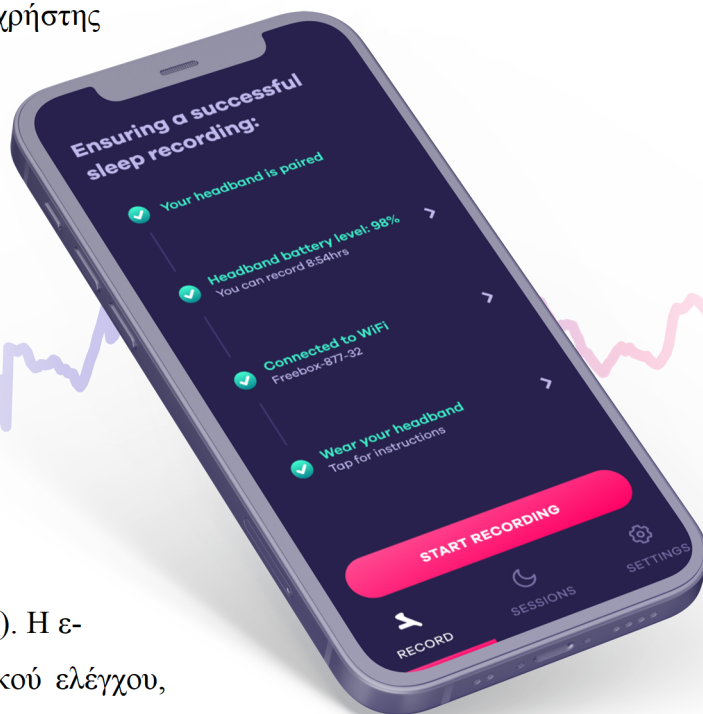 χρήστης
Ensuring a successful
sleep recording:
Your headband is paired
Headband battery level: 98%
You can record 8:54hrs
Connected to WiFi
Freebox-877-32
Wear your headband
Tap for instructions
START RECORDING
RECORD
SESSIONS
SETTINGS
). Η ε-
κού ελέγχου,